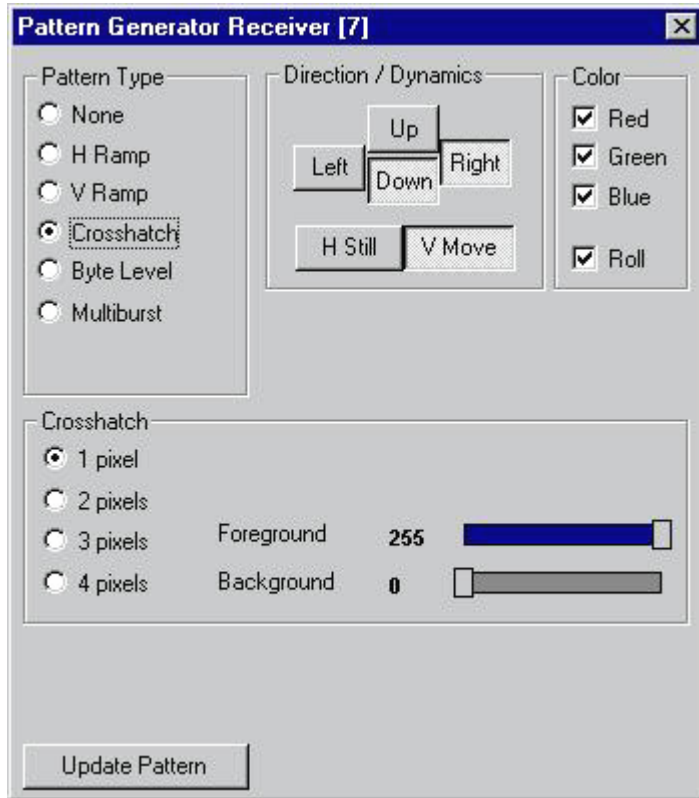 Pattern Generator Receiver [7]
Pattern Type
None
H Ramp
V Ramp
Crosshatch
Byte Level
Multiburst
Direction / Dynamics
Up
Left
Down
Right
H Still
V Move
Color
Red
Green
Blue
Roll
Crosshatch
1 pixel
2 pixels
3 pixels
4 pixels
Foreground 255
Background 0
Update Pattern